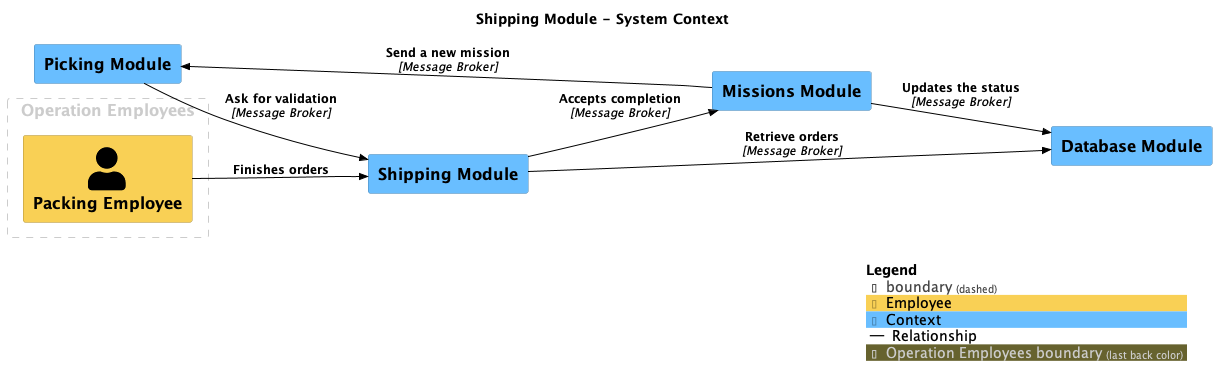 Shipping Module - System Context
Send a new mission
[Message Broker]
Picking Module
Missions Module
Ask for validation
[Message Broker]
Accepts completion
[Message Broker]
Updates the status
[Message Broker]
Operation Employees
Retrieve orders
[Message Broker]
Database Module
Finishes orders
Shipping Module
Packing Employee
Legend
boundary (dashed)
Employee
Context
Relationship
Operation Employees boundary (last back color)